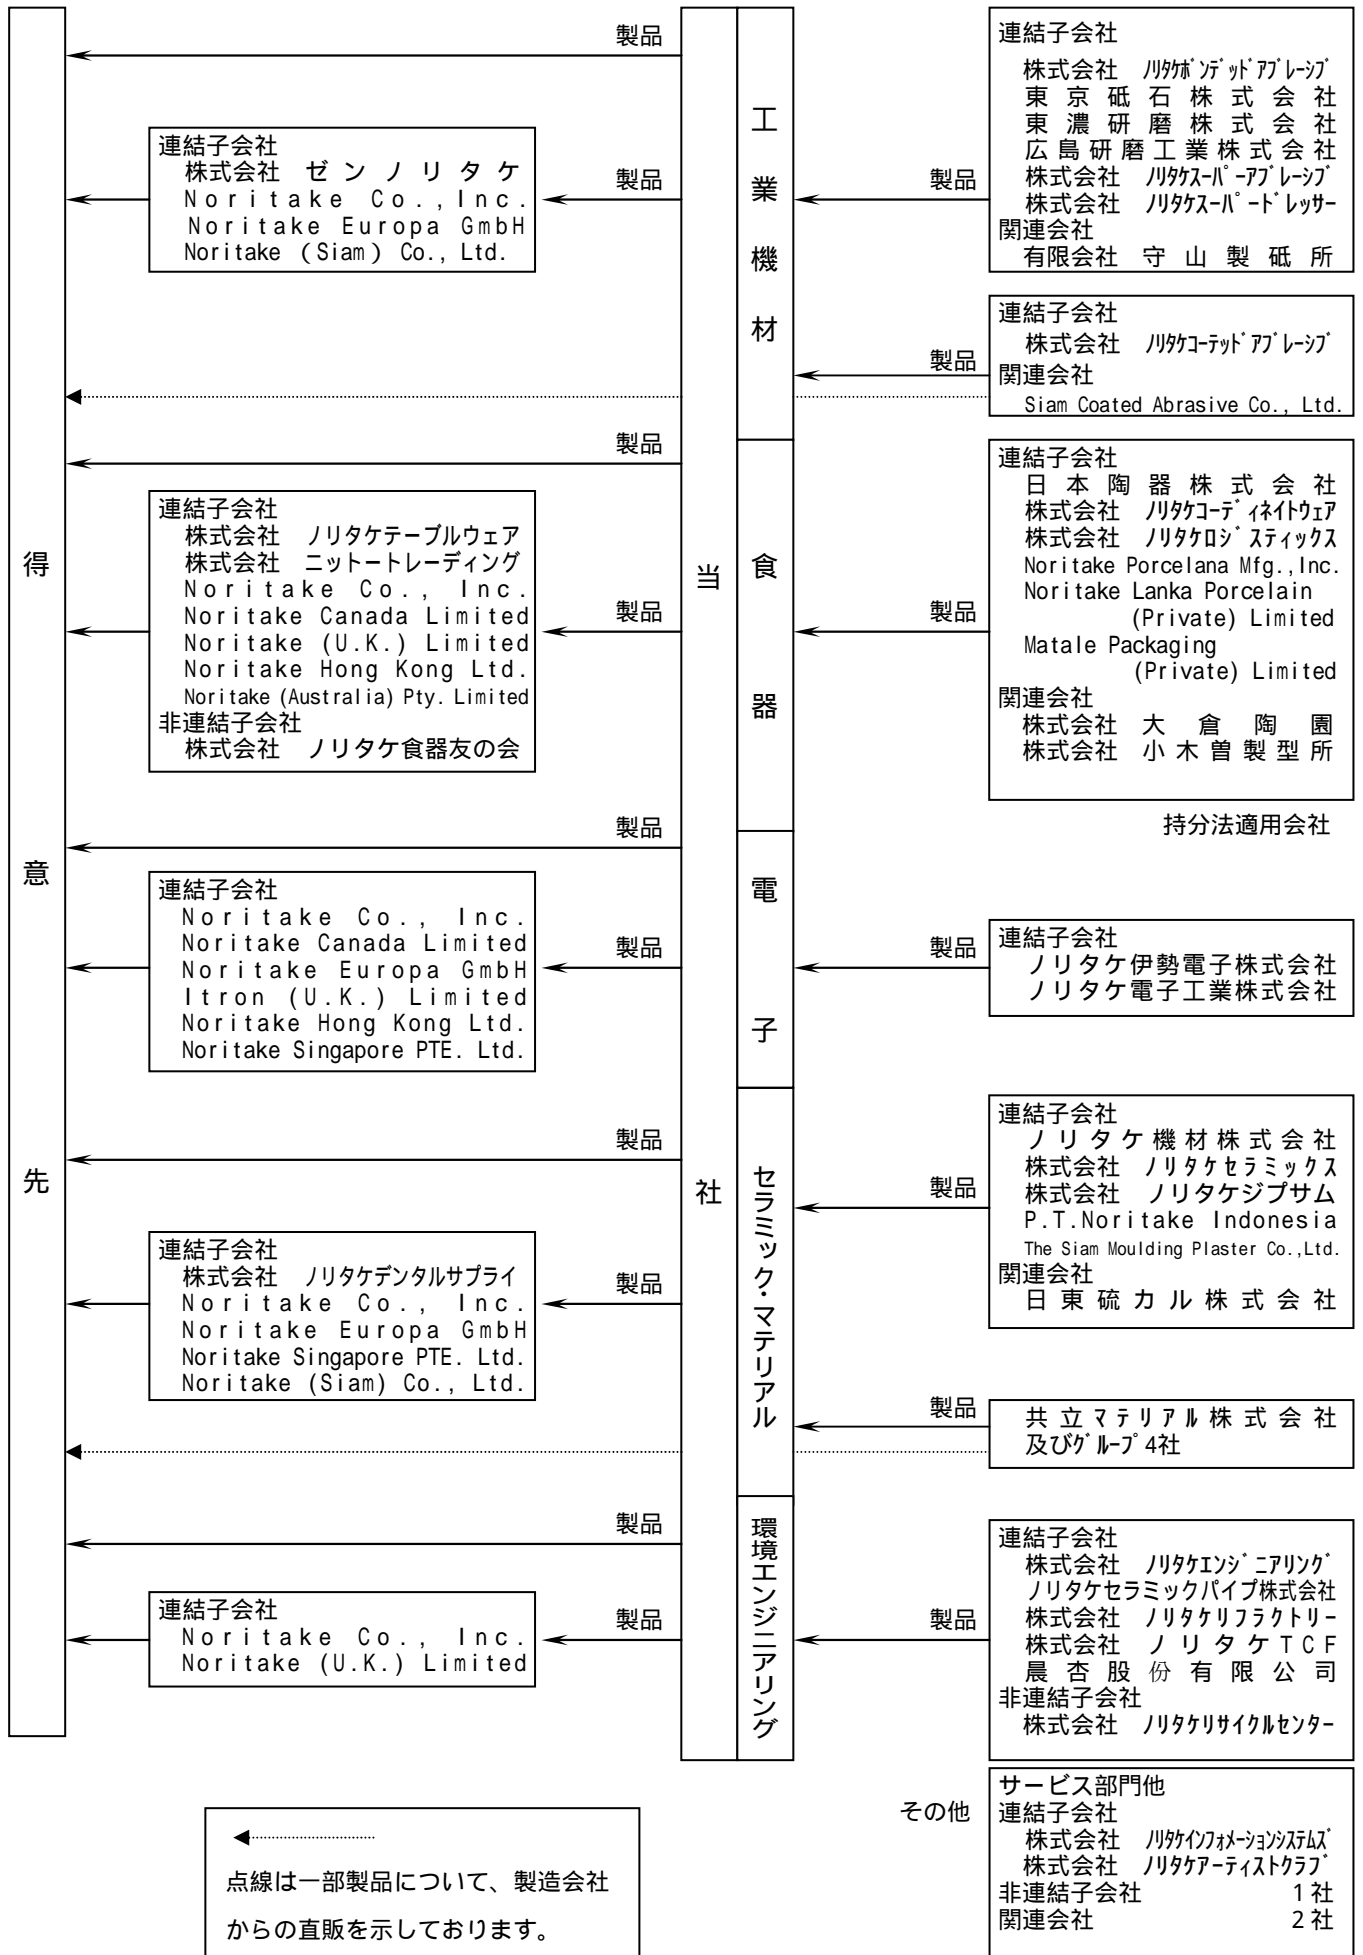 得意先
当社
工業機材
食器
電子
セラミック・マテリアル
環境エンジニアリング
製品
連結子会社
株式会社 ゼンノリタケ
Noritake Co.,Inc.
Noritake Europa GmbH
Noritake (Siam) Co., Ltd.
製品
製品
連結子会社
株式会社 ﾉﾘﾀｹﾎﾞﾝﾃﾞｯﾄﾞｱﾌﾞﾚｰｼﾌﾞ
東京砥石株式会社
東濃研磨株式会社
広島研磨工業株式会社
株式会社 ﾉﾘﾀｹｽｰﾊﾟｰｱﾌﾞﾚｰｼﾌﾞ
株式会社 ﾉﾘﾀｹｽｰﾊﾟｰﾄﾞﾚｯｻｰ
関連会社
有限会社 守山製砥所
製品
連結子会社
株式会社 ﾉﾘﾀｹｺｰﾃｯﾄﾞｱﾌﾞﾚｰｼﾌﾞ
関連会社
Siam Coated Abrasive Co., Ltd.
製品
連結子会社
株式会社 ノリタケテーブルウェア
株式会社 ニットートレーディング
Noritake Co., Inc.
Noritake Canada Limited
Noritake (U.K.) Limited
Noritake Hong Kong Ltd.
Noritake (Australia) Pty. Limited
非連結子会社
株式会社 ノリタケ食器友の会
製品
製品
連結子会社
日本陶器株式会社
株式会社 ﾉﾘﾀｹｺｰﾃﾞｨﾈｲﾄｳｪｱ
株式会社 ﾉﾘﾀｹﾛｼﾞｽﾃｨｯｸｽ
Noritake Porcelana Mfg.,Inc.
Noritake Lanka Porcelain
(Private) Limited
Matale Packaging
(Private) Limited
関連会社
株式会社 大倉陶園
株式会社 小木曽製型所
持分法適用会社
製品
連結子会社
Noritake Co., Inc.
Noritake Canada Limited
Noritake Europa GmbH
Itron (U.K.) Limited
Noritake Hong Kong Ltd.
Noritake Singapore PTE. Ltd.
製品
製品
連結子会社
ノリタケ伊勢電子株式会社
ノリタケ電子工業株式会社
製品
連結子会社
株式会社 ノリタケデンタルサプライ
Noritake Co., Inc.
Noritake Europa GmbH
Noritake Singapore PTE. Ltd.
Noritake (Siam) Co., Ltd.
製品
製品
連結子会社
ノリタケ機材株式会社
株式会社 ノリタケセラミックス
株式会社 ノリタケジプサム
P.T.Noritake Indonesia
The Siam Moulding Plaster Co.,Ltd.
関連会社
日東硫カル株式会社
製品
共立マテリアル株式会社
及びｸﾞﾙｰﾌﾟ4社
製品
連結子会社
Noritake Co., Inc.
Noritake (U.K.) Limited
製品
製品
連結子会社
株式会社 ﾉﾘﾀｹｴﾝｼﾞﾆｱﾘﾝｸﾞ
ノリタケセラミックパイプ株式会社
株式会社 ノリタケリフラクトリー
株式会社 ノリタケTCF
晨杏股份有限公司
非連結子会社
株式会社 ﾉﾘﾀｹﾘｻｲｸﾙｾﾝﾀｰ
その他
サービス部門他
連結子会社
株式会社 ﾉﾘﾀｹｲﾝﾌｫﾒｰｼｮﾝｼｽﾃﾑｽﾞ
株式会社 ﾉﾘﾀｹｱｰﾃｨｽﾄｸﾗﾌﾞ
非連結子会社 1社
関連会社 2社
点線は一部製品について、製造会社
からの直販を示しております。